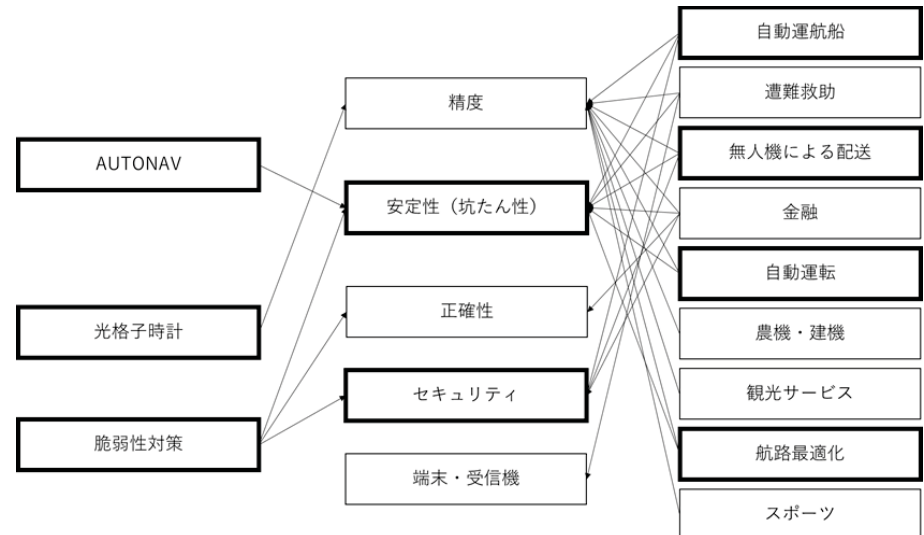 AUTONAV
光格子時計
脆弱性対策
精度
安定性（坑たん性）
正確性
セキュリティ
端末・受信機
自動運航船
遭難救助
無人機による配送
金融
自動運転
農機・建機
観光サービス
航路最適化
スポーツ